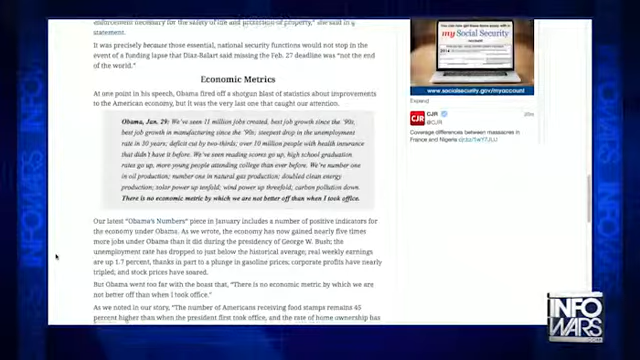 enforcement necessary for the safety of life and protection of property," she said in a
statement.
It was precisely because those essential, national security functions would not stop in the
event of a funding lapse that Diaz-Balart said missing the Feb. 27 deadline was "not the end
of the world."
Economic Metrics
At one point in his speech, Obama fired off a shotgun blast of statistics about improvements
to the American economy, but it was the very last one that caught our attention.
Obama, Jan. 29: We've seen 11 million jobs created, best job growth since the '90s,
best job growth in manufacturing since the '90s; steepest drop in the unemployment
rate in 30 years; deficit cut by two-thirds; over 10 million people with health insurance
that didn't have it before. We've seen reading scores go up, high school graduation
rates go up, more young people attending college than ever before. We're number one
in oil production; number one in natural gas production; doubled clean energy
production; solar power up tenfold; wind power up threefold; carbon pollution down.
There is no economic metric by which we are not better off than when I took office.
Our latest "Obama's Numbers" piece in January includes a number of positive indicators for
the economy under Obama. As we wrote, the economy has now gained nearly five times
more jobs under Obama than it did during the presidency of George W. Bush; the
unemployment rate has dropped to just below the historical average, real weekly earnings
are up 1.7 percent, thanks in part to a plunge in gasoline prices; corporate profits have nearly
tripled; and stock prices have soared.
But Obama went too far with the boast that, "There is no economic metric by which we are
not better off than when I took office."
As we noted in our story, "The number of Americans receiving food stamps remains 45
percent higher than when the president first took office, and the rate of home ownership has
my Social Security
www.socialsecurity.gov/myaccount
Expand
CJR
CJR
@CJR
Coverage differences between massacres in
France and Nigeria
INFO
WARS
.COM